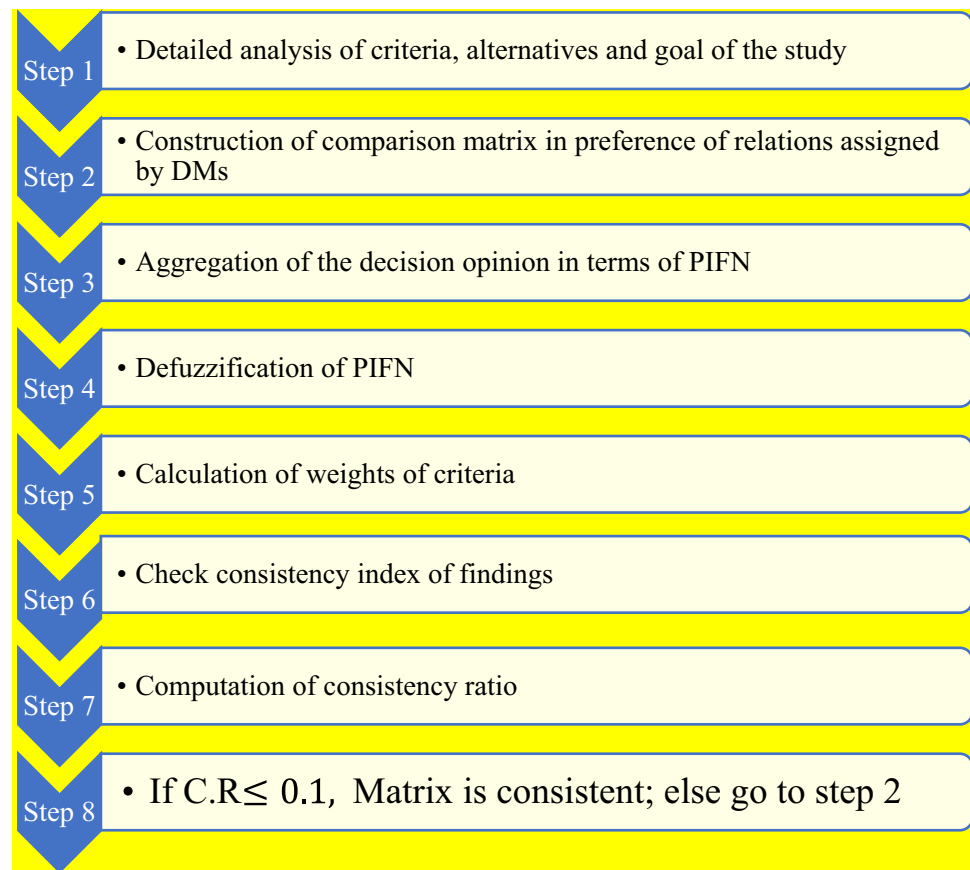 Step 1
• Detailed analysis of criteria, alternatives and goal of the study
Step 2
• Construction of comparison matrix in preference of relations assigned
by DMs
Step 3
• Aggregation of the decision opinion in terms of PIFN
Step 4
• Defuzzification of PIFN
Step 5
• Calculation of weights of criteria
Step 6
• Check consistency index of findings
Step 7
• Computation of consistency ratio
Step 8
• If C.R≤ 0.1, Matrix is consistent; else go to step 2